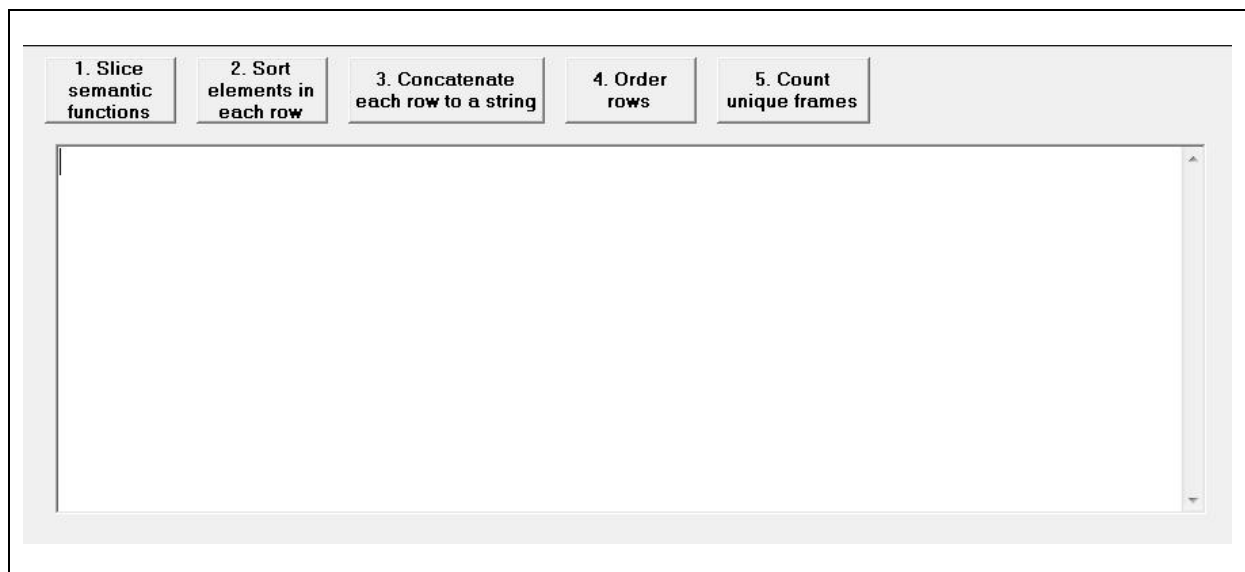 1. Slice
semantic
functions
2. Sort
elements in
each row
3. Concatenate
each row to a string
4. Order
rows
5. Count
unique frames